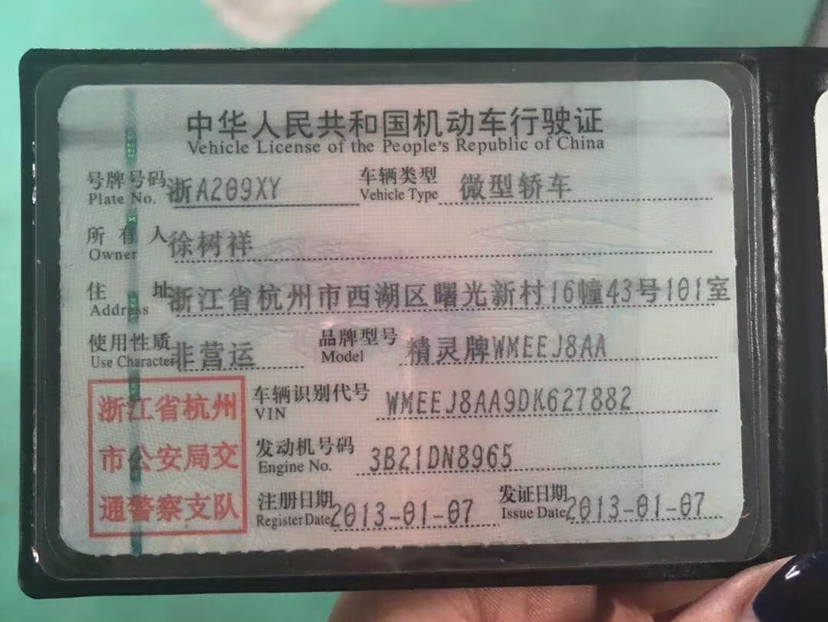 中华人民共和国机动车行驶证
Vehicle License of the People's Republic of China
号牌号码 浙A209XY 车辆类型 微型轿车
Plate No. Vehicle Type
所有人 徐树祥
Owner
住址 浙江省杭州市西湖区曙光新村16幢43号101室
Address
使用性质 非营运 品牌型号 精灵牌WMEEJ8AA
Use Character Model
浙江省杭州 车辆识别代号 WMEEJ8AA9DK627882
VIN
市公安局交 发动机号码 3B21DN8965
Engine No.
通警察支队 注册日期 2013-01-07 发证日期 2013-01-07
Register Date Issue Date